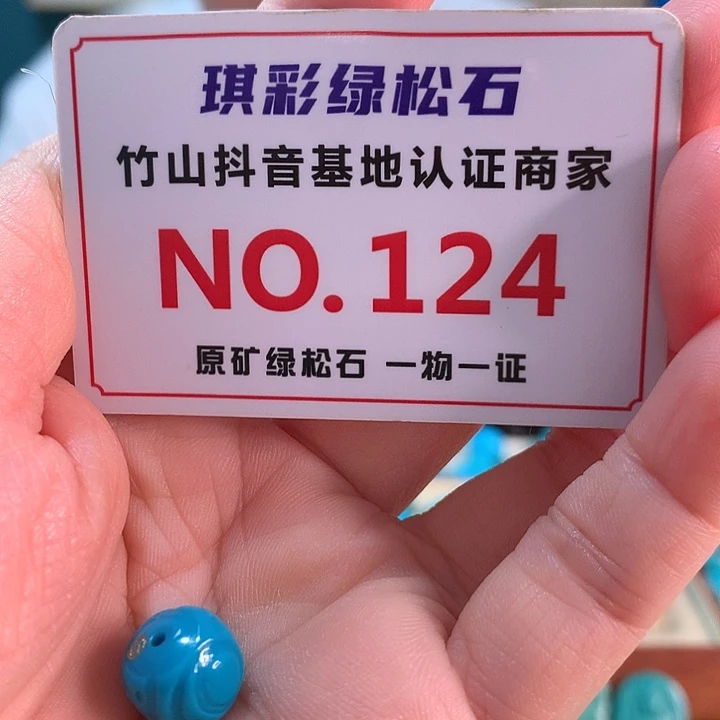 琪彩绿松石
竹山抖音基地认证商家
NO.124
原矿绿松石 一物一证